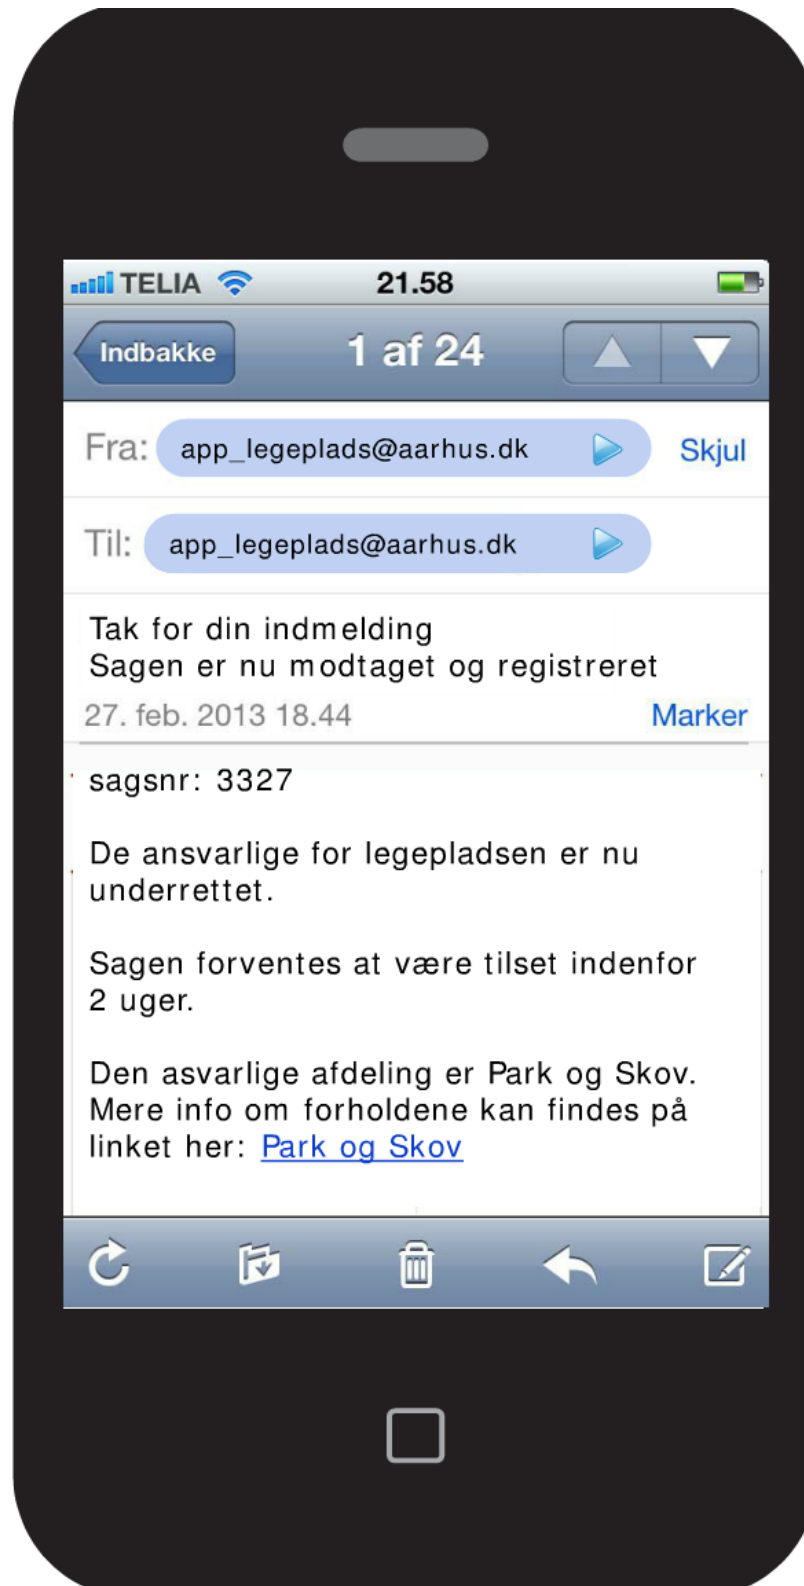 TELIA 21.58
Indbakke 1 af 24
Fra: app_legeplads@aarhus.dk Skjul
Til: app_legeplads@aarhus.dk
Tak for din indmelding
Sagen er nu modtaget og registreret
27. feb. 2013 18.44 Marker
sagsnr: 3327
De ansvarlige for legepladsen er nu
underrettet.
Sagen forventes at være tilset indenfor
2 uger.
Den asvarlige afdeling er Park og Skov.
Mere info om forholdene kan findes på
linket her: Park og Skov